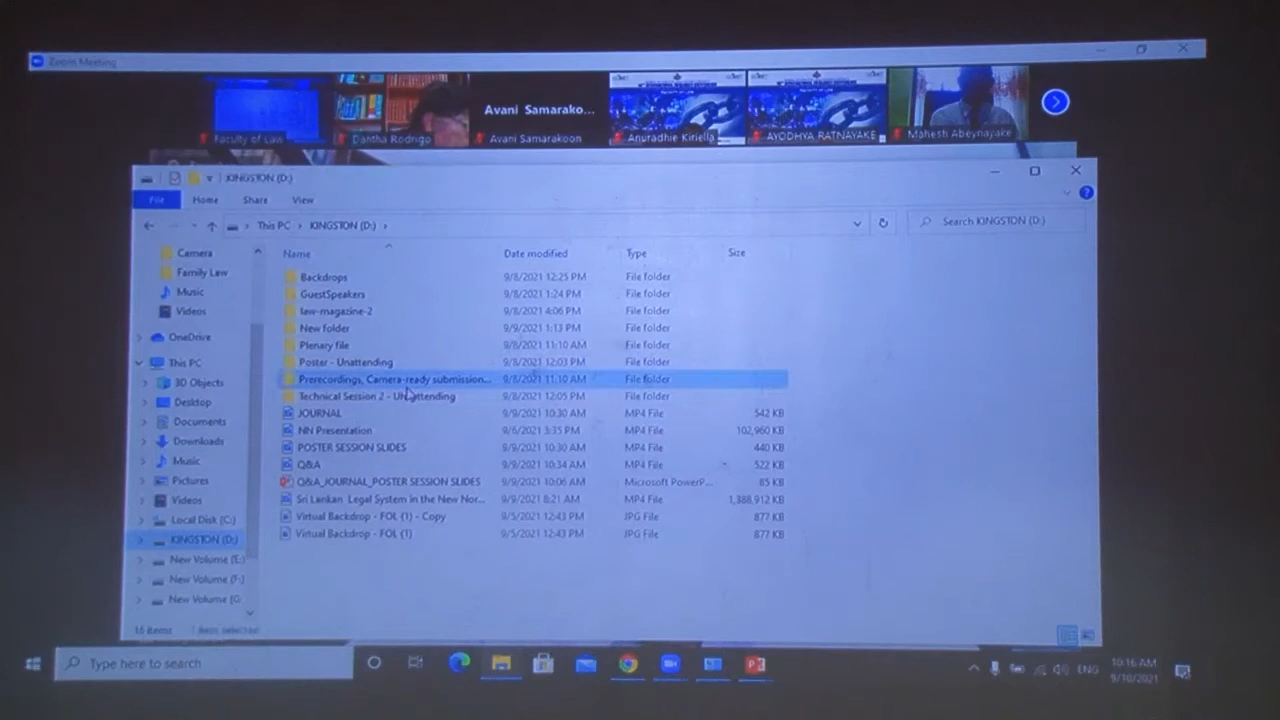 Zoom Meeting
Faculty of Law
Dantha Rodrigo
Avani Samarako...
Avani Samarakoon
Anuradhie Kiriella
AYODHYA RATNAYAKE
Mahesh Abeynayake
KINGSTON (D:)
File Home Share View
This PC > KINGSTON (D:) >
Search KINGSTON (D:)
Name Date modified Type Size
Camera
Family Law
Music
Videos
OneDrive
This PC
3D Objects
Desktop
Documents
Downloads
Music
Pictures
Videos
Local Disk (C:)
KINGSTON (D:)
New Volume (E:
New Volume (F:)
New Volume (G:
Backdrops 9/8/2021 12:25 PM File folder
GuestSpeakers 9/8/2021 1:24 PM File folder
law-magazine-2 9/8/2021 4:06 PM File folder
New folder 9/9/2021 1:13 PM File folder
Plenary file 9/8/2021 11:10 AM File folder
Poster - Unattending 9/8/2021 12:03 PM File folder
Prerecordings, Camera-ready submission... 9/8/2021 11:10 AM File folder
Technical Session 2 - Unattending 9/8/2021 12:05 PM File folder
JOURNAL 9/9/2021 10:30 AM MP4 File 542 KB
NN Presentation 9/6/2021 3:35 PM MP4 File 102,960 KB
POSTER SESSION SLIDES 9/9/2021 10:30 AM MP4 File 440 KB
Q&A 9/9/2021 10:34 AM MP4 File 522 KB
Q&A_JOURNAL_POSTER SESSION SLIDES 9/9/2021 10:06 AM Microsoft PowerP... 85 KB
Sri Lankan Legal System in the New Nor... 9/9/2021 8:21 AM MP4 File 1,388,912 KB
Virtual Backdrop - FOL (1) - Copy 9/5/2021 12:43 PM JPG File 877 KB
Virtual Backdrop - FOL (1) 9/5/2021 12:43 PM JPG File 877 KB
16 items 1 item selected
Type here to search
ENG
10:16 AM
9/10/2021